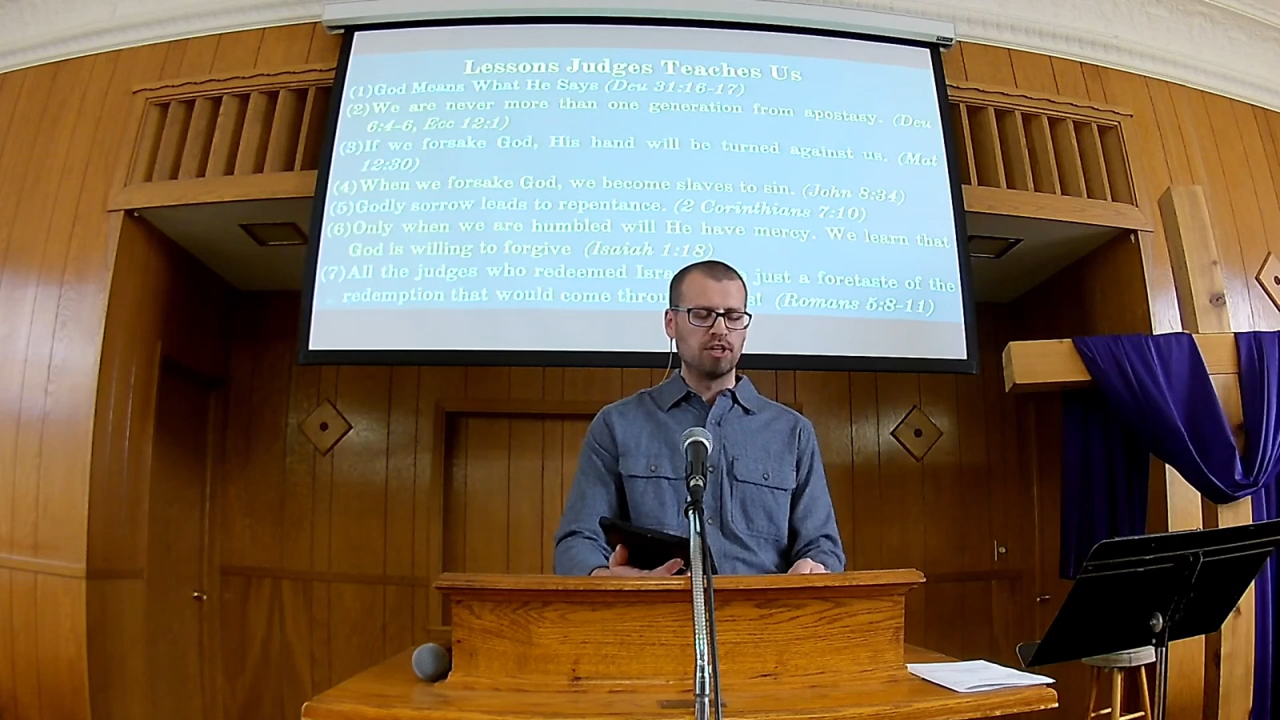 Lessons Judges Teaches Us
(1)God Means What He Says (Deu 31:16-17)
(2)We are never more than one generation from apostasy. (Deu
6:4-6, Ecc 12:1)
(3)If we forsake God, His hand will be turned against us. (Mat
12:30)
(4)When we forsake God, we become slaves to sin. (John 8:34)
(5)Godly sorrow leads to repentance. (2 Corinthians 7:10)
(6)Only when we are humbled will He have mercy. We learn that
God is willing to forgive (Isaiah 1:18)
(7)All the judges who redeemed just a foretaste of the
redemption that would come (Romans 5:8-11)